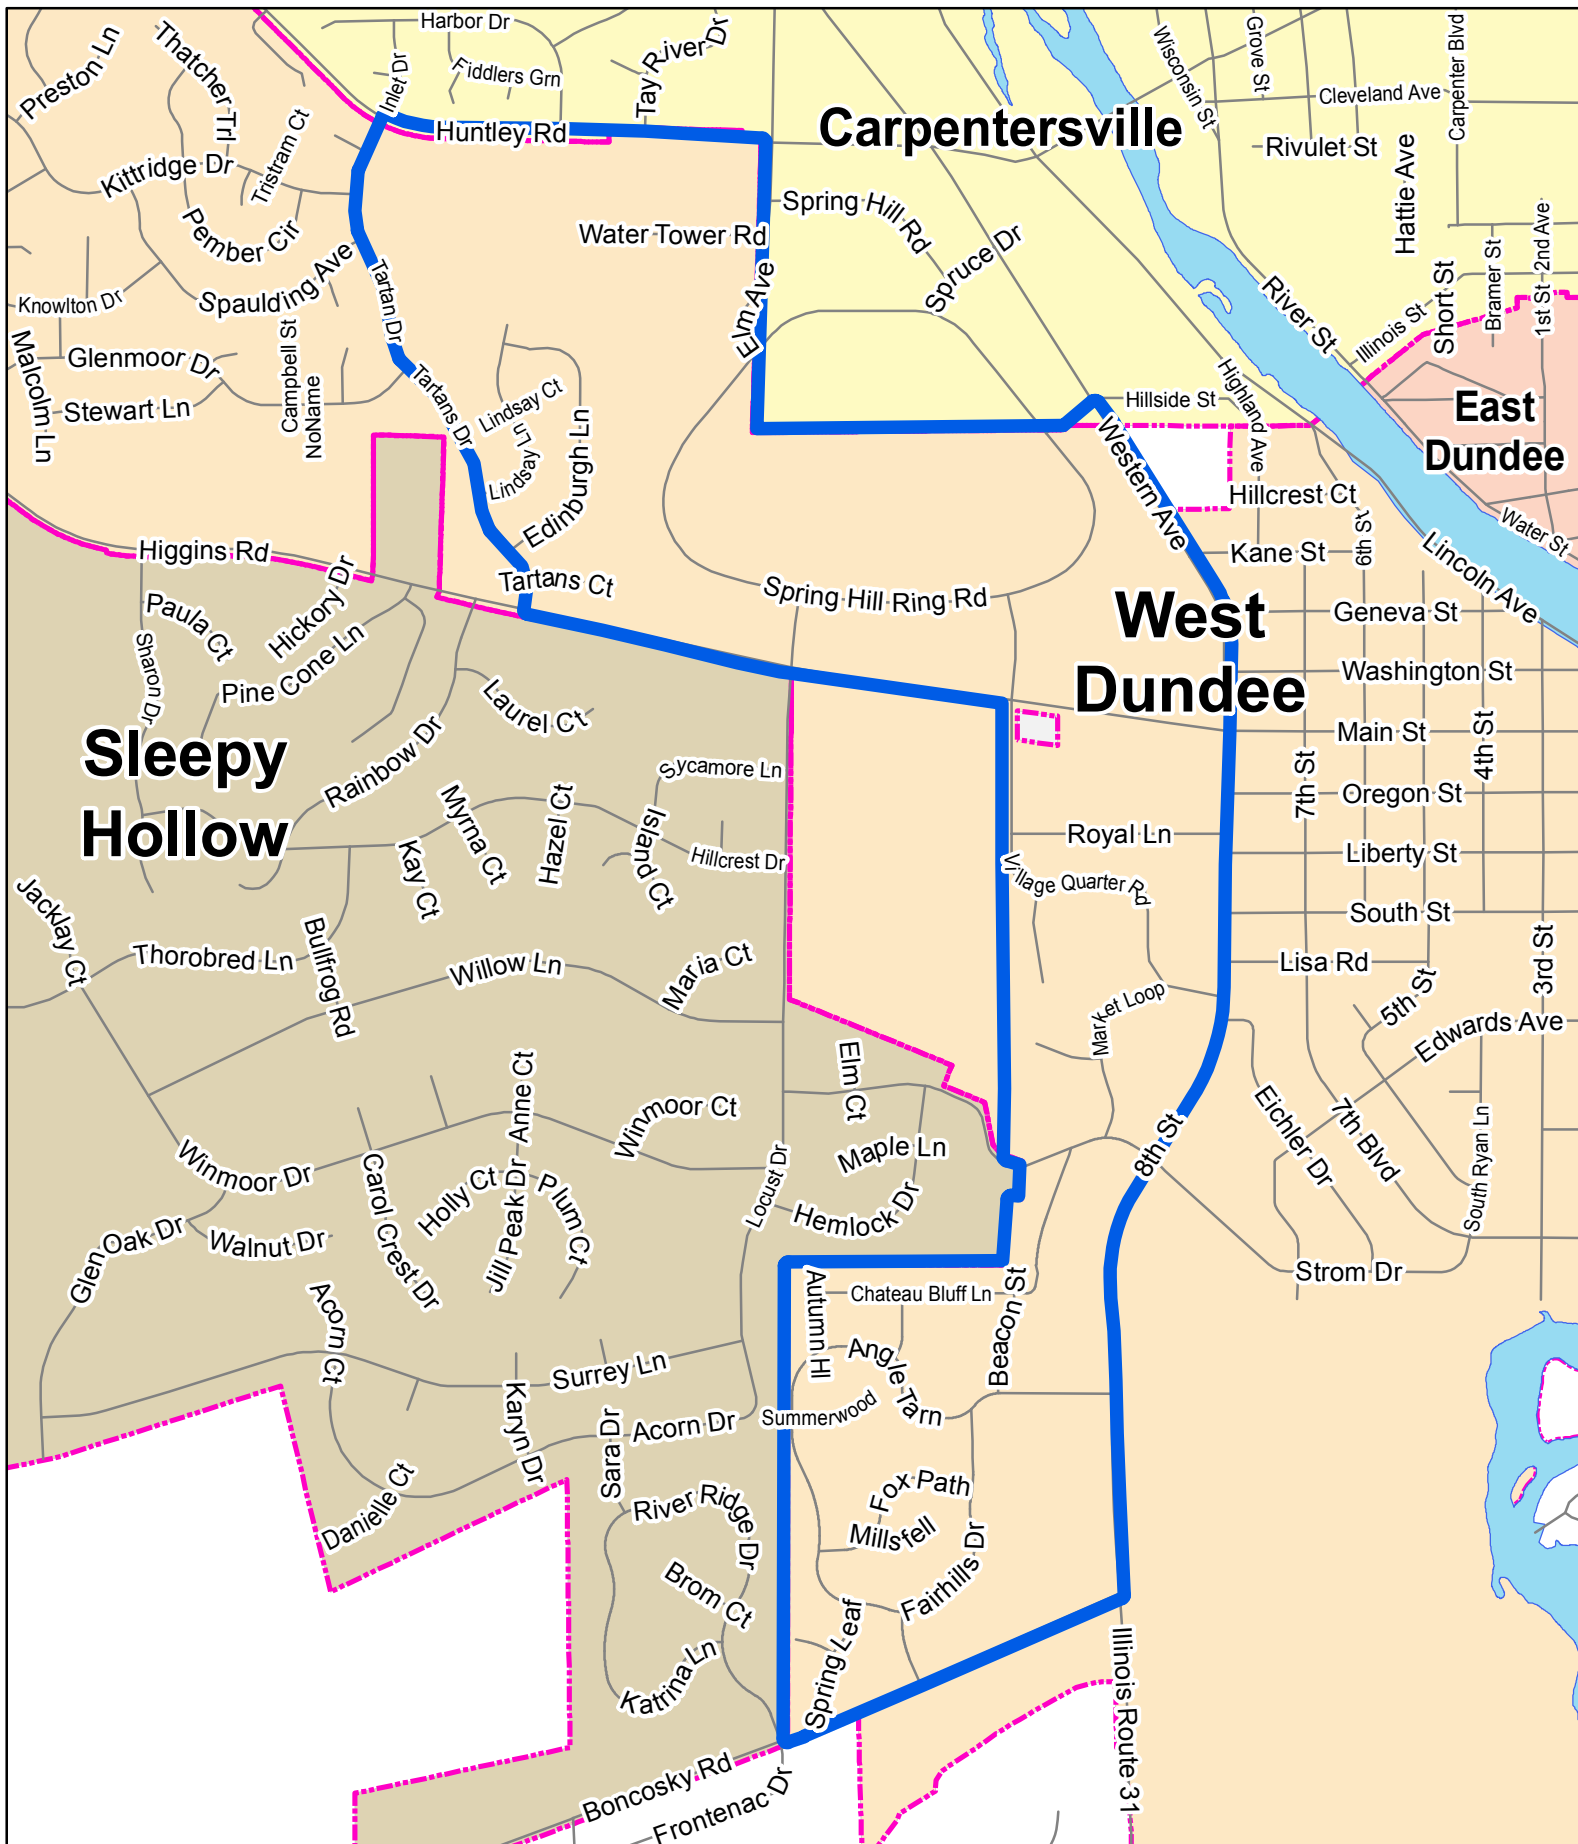 Harbor Dr
Preston Ln
Thatcher Trl
Inlet Dr
Fiddlers Grn
Tay River Dr
Wisconsin St
Grove St
Carpenter Blvd
Cleveland Ave
Huntley Rd
Carpentersville
Rivulet St
Hattie Ave
Tristram Ct
Kittridge Dr
Pember Cir
Spring Hill Rd
Water Tower Rd
Spruce Dr
2nd Ave
1st St
Bramer St
Short St
Spaulding Ave
Tartan Dr
Knowlton Dr
Elm Ave
River St
Illinois St
Malcolm Ln
Glenmoor Dr
Campbell St
NoName
Stewart Ln
Tartans Dr
Lindsay Ct
Lindsay Ln
Edinburgh Ln
Highland Ave
Hillside St
East
Dundee
Western Ave
Hillcrest Ct
6th St
Water St
Lincoln Ave
Higgins Rd
Kane St
Tartans Ct
Spring Hill Ring Rd
Geneva St
West
Dundee
Paula Ct
Hickory Dr
Pine Cone Ln
Sharon Dr
Washington St
Laurel Ct
Main St
4th St
7th St
Sleepy
Hollow
Rainbow Dr
Sycamore Ln
Oregon St
Myrna Ct
Hazel Ct
Island Ct
Royal Ln
Kay Ct
Hillcrest Dr
Liberty St
Village Quarter Rd
Jacklay Ct
South St
Thorobred Ln
Bullfrog Rd
Willow Ln
Maria Ct
Lisa Rd
3rd St
5th St
Market Loop
Edwards Ave
Elm Ct
Anne Ct
Winmoor Ct
Eichler Dr
7th Blvd
South Ryan Ln
8th St
Maple Ln
Winmoor Dr
Carol Crest Dr
Holly Ct
Jill Peak Dr
Plum Ct
Locust Dr
Hemlock Dr
Glen Oak Dr
Walnut Dr
Strom Dr
Acorn Ct
Autumn Hl
Chateau Bluff Ln
Beacon St
Angle Tarn
Surrey Ln
Karyn Dr
Sara Dr
Acorn Dr
Summerwood
Danielle Ct
River Ridge Dr
Fox Path
Millsfell
Fairhills Dr
Brom Ct
Katrina Ln
Spring Leaf
Illinois Route 31
Boncosky Rd
Frontenac Dr